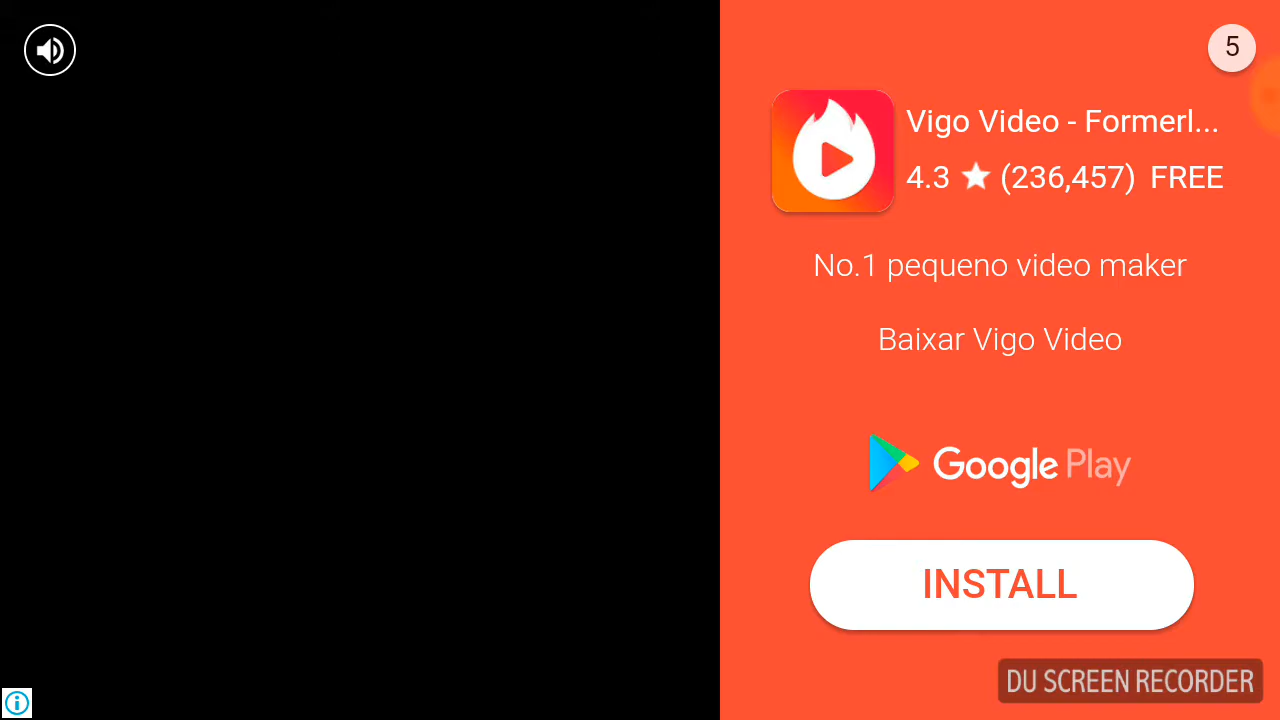 5
Vigo Video - Formerl...
4.3 ★ (236,457) FREE
No.1 pequeno video maker
Baixar Vigo Video
Google Play
INSTALL
DU SCREEN RECORDER